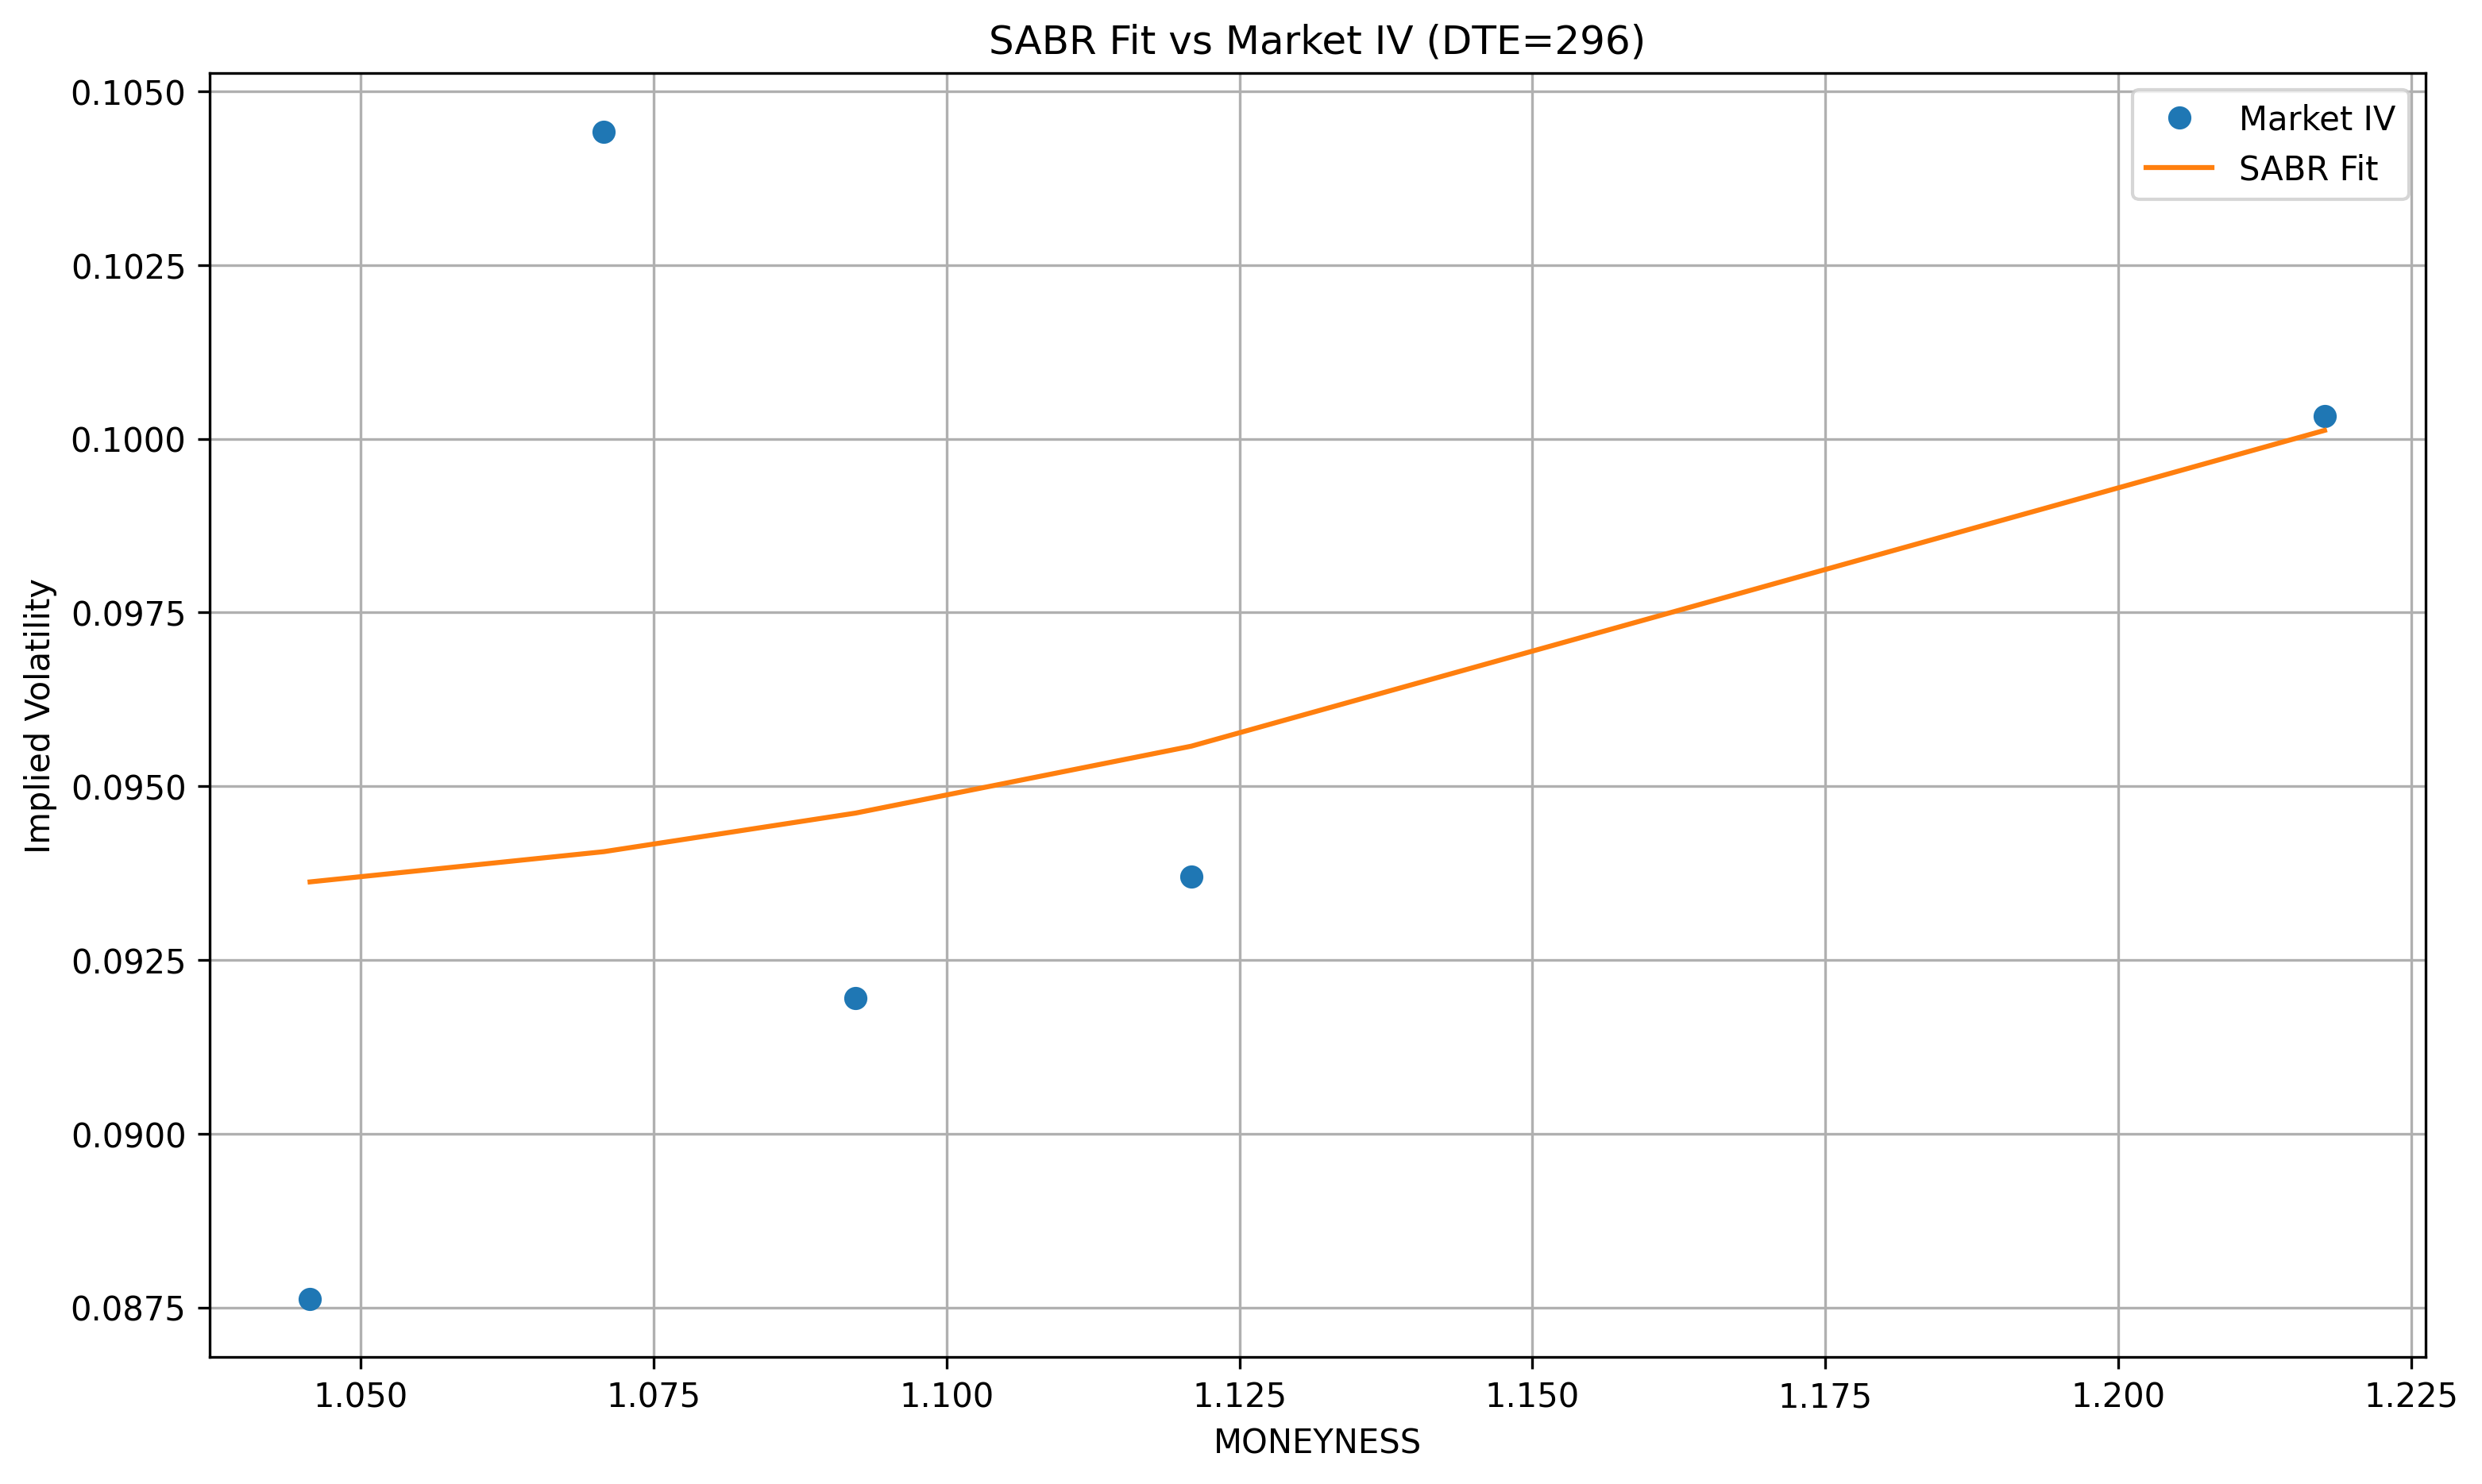 SABR Fit vs Market IV (DTE=296)
Market IV
SABR Fit
Implied Volatility
0.1050
0.1025
0.1000
0.0975
0.0950
0.0925
0.0900
0.0875
1.050 1.075 1.100 1.125 1.150 1.175 1.200 1.225
MONEYNESS